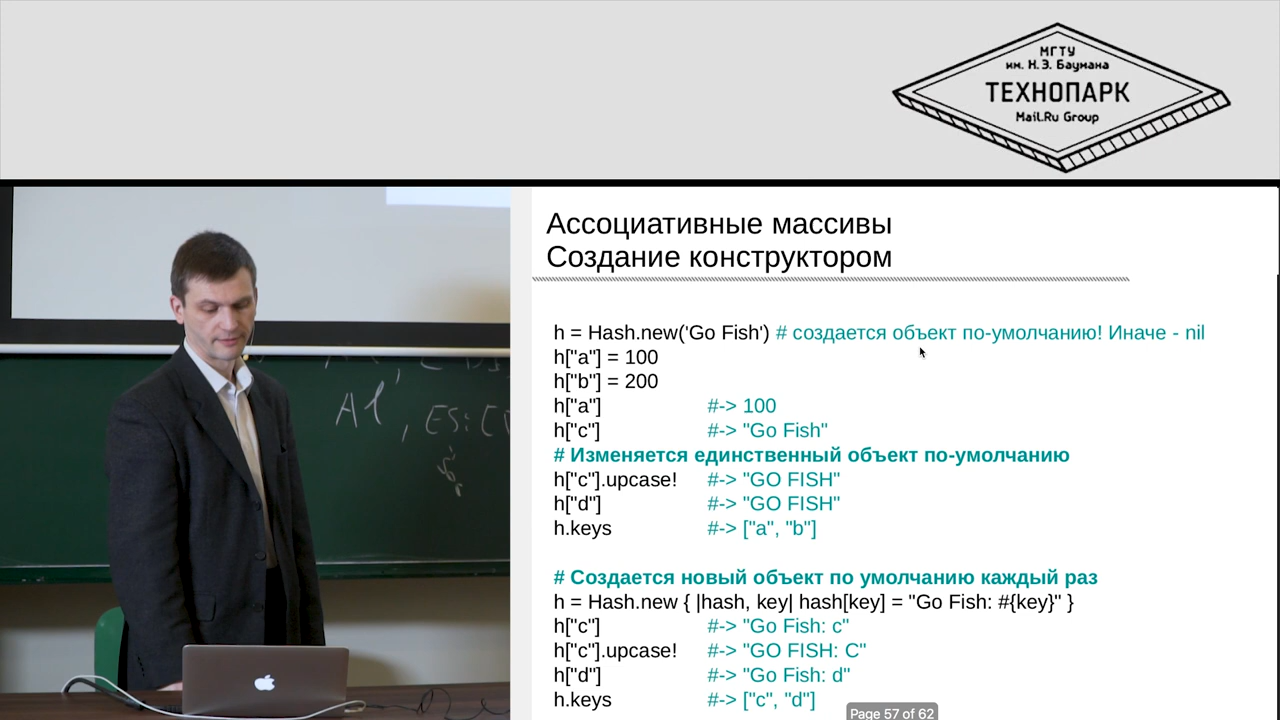 МГТУ
им. Н.Э. Баумана
ТЕХНОПАРК
Mail.Ru Group
Ассоциативные массивы
Создание конструктором
h = Hash.new('Go Fish') # создается объект по-умолчанию! Иначе - nil
h["a"] = 100
h["b"] = 200
h["a"] #-> 100
h["c"] #-> "Go Fish"
# Изменяется единственный объект по-умолчанию
h["c"].upcase! #-> "GO FISH"
h["d"] #-> "GO FISH"
h.keys #-> ["a", "b"]
# Создается новый объект по умолчанию каждый раз
h = Hash.new { |hash, key| hash[key] = "Go Fish: #{key}" }
h["c"] #-> "Go Fish: c"
h["c"].upcase! #-> "GO FISH: C"
h["d"] #-> "Go Fish: d"
h.keys #-> ["c", "d"]
Page 57 of 62